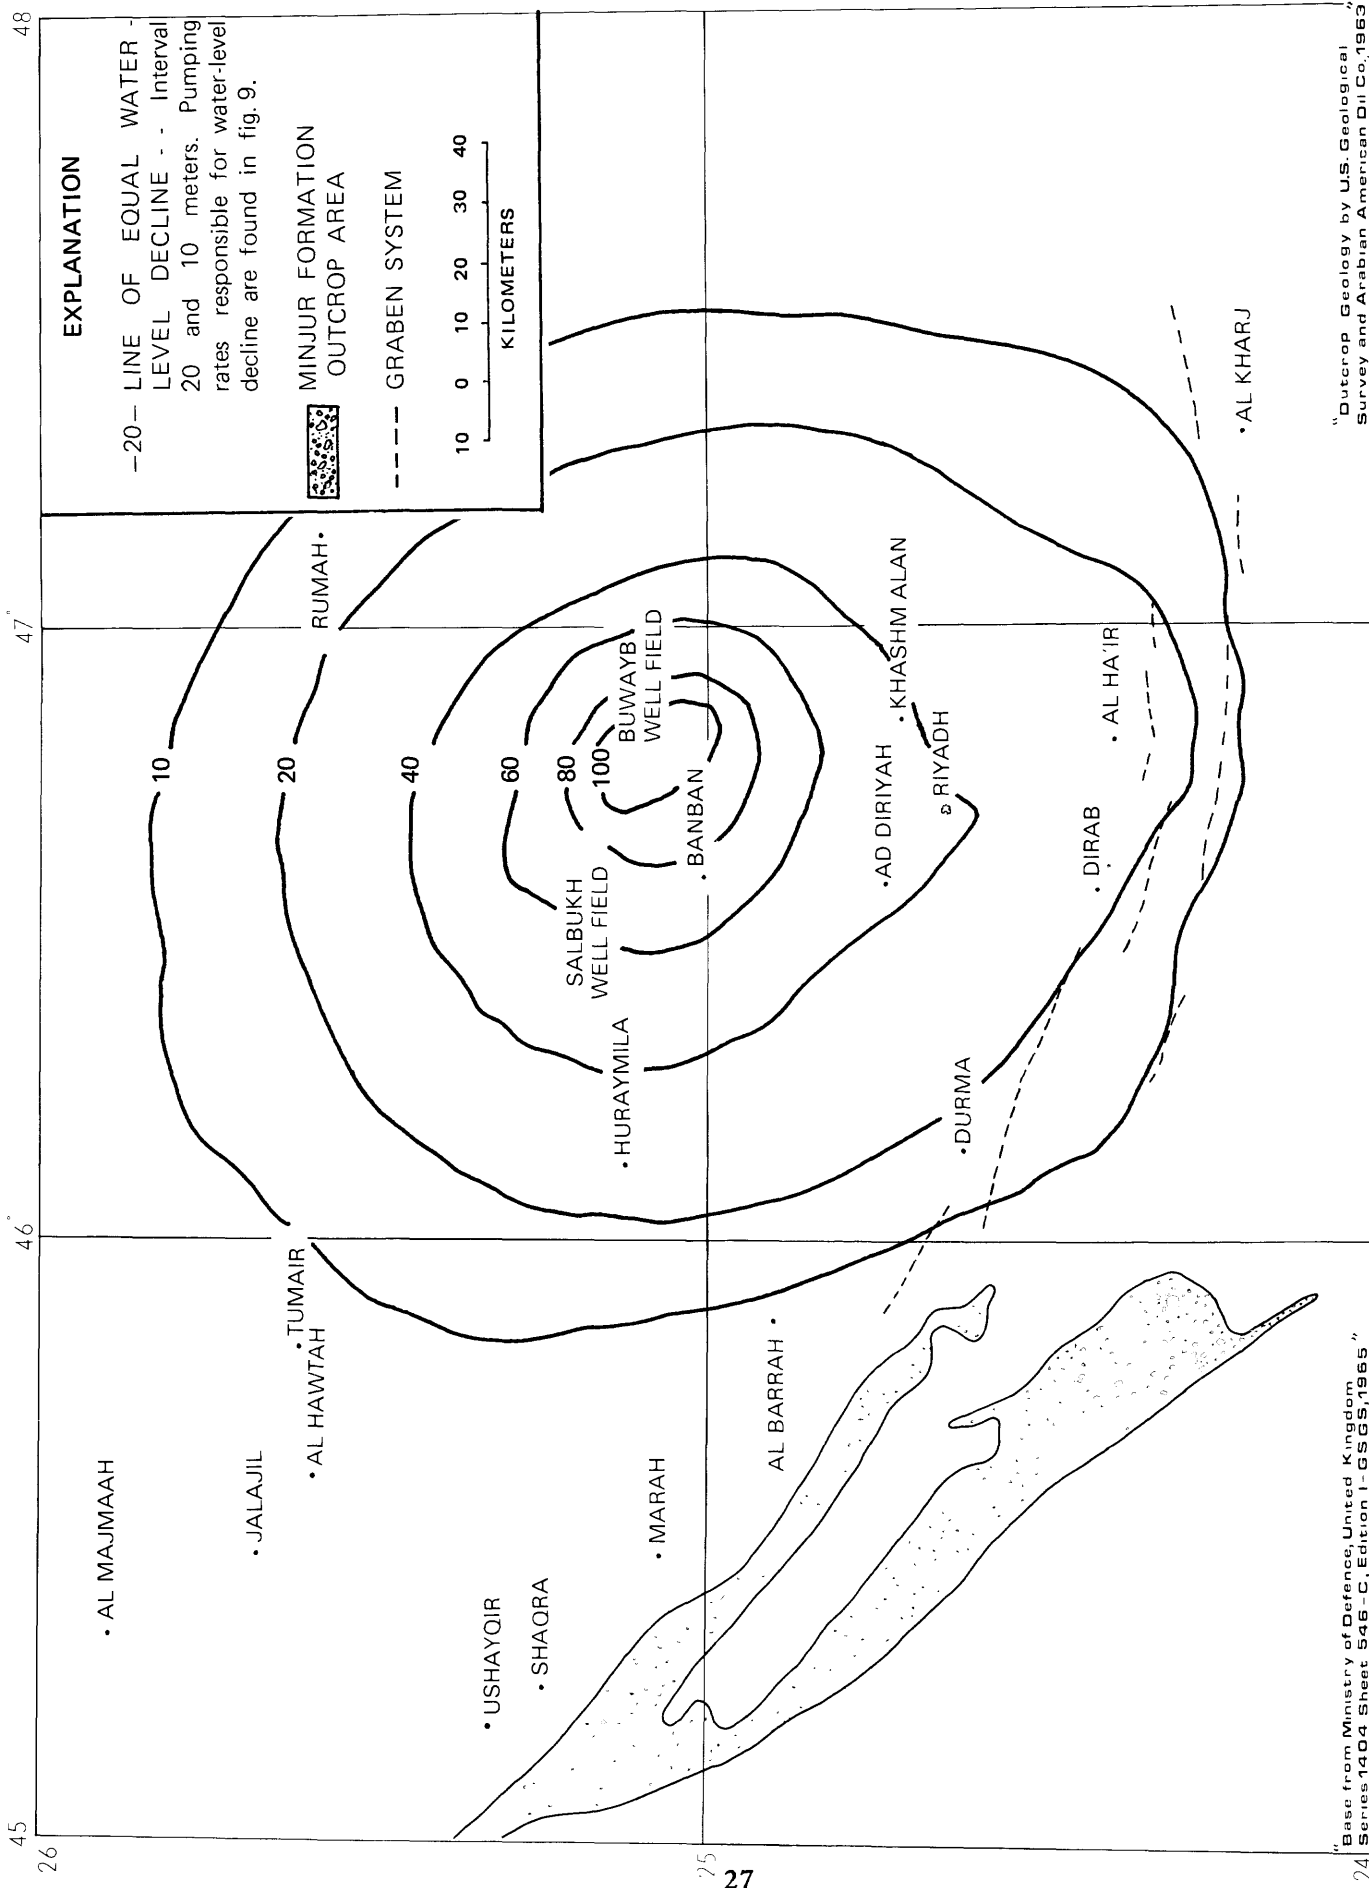 EXPLANATION
–20– LINE OF EQUAL WATER -
LEVEL DECLINE - - Interval
20 and 10 meters. Pumping
rates responsible for water-level
decline are found in fig. 9.
MINJUR FORMATION
OUTCROP AREA
GRABEN SYSTEM
10 0 10 20 30 40
KILOMETERS
45
46°
47°
48
26
25
24
AL MAJMAAH
JALAJIL
AL HAWTAH
TUMAIR
RUMAH
10
20
40
60
80
100
USHAYQIR
SHAQRA
MARAH
HURAYMILA
SALBUKH
WELL FIELD
BUWAYB
WELL FIELD
BANBAN
AL BARRAH
AD DIRIYAH
KHASHM ALAN
RIYADH
DURMA
DIRAB
AL HA'IR
AL KHARJ
"Base from Ministry of Defence, United Kingdom
Series 1404 Sheet 546-C, Edition 1-GSGS, 1965"
"Outcrop Geology by U.S. Geological
Survey and Arabian American Oil Co. 1963"
27